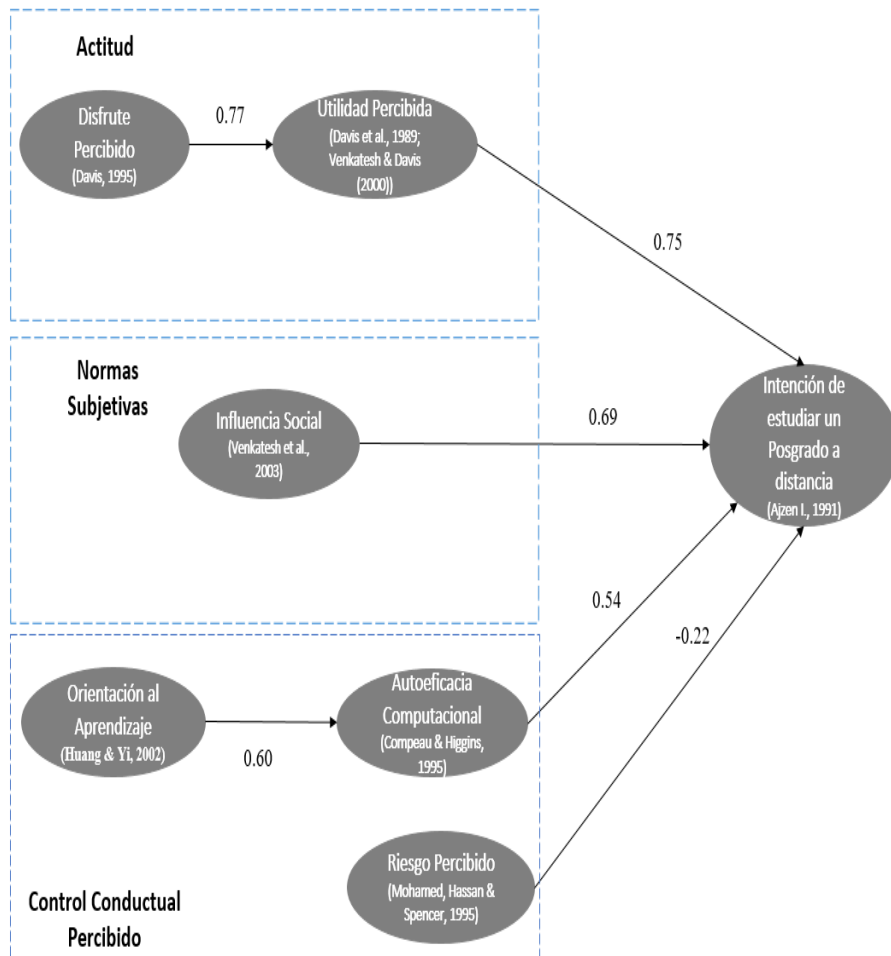 Actitud
Disfrute
Percibido
(Davis, 1995)
0.77
Utilidad Percibida
(Davis et al., 1989;
Venkatesh & Davis
(2000))
0.75
Normas
Subjetivas
Influencia Social
(Venkatesh et al.,
2003)
0.69
Intención de
estudiar un
Posgrado a
distancia
(Ajzen I., 1991)
0.54
-0.22
Orientación al
Aprendizaje
(Huang & Yi, 2002)
0.60
Autoeficacia
Computacional
(Compeau & Higgins,
1995)
Riesgo Percibido
(Mohamed, Hassan &
Spencer, 1995)
Control Conductual
Percibido